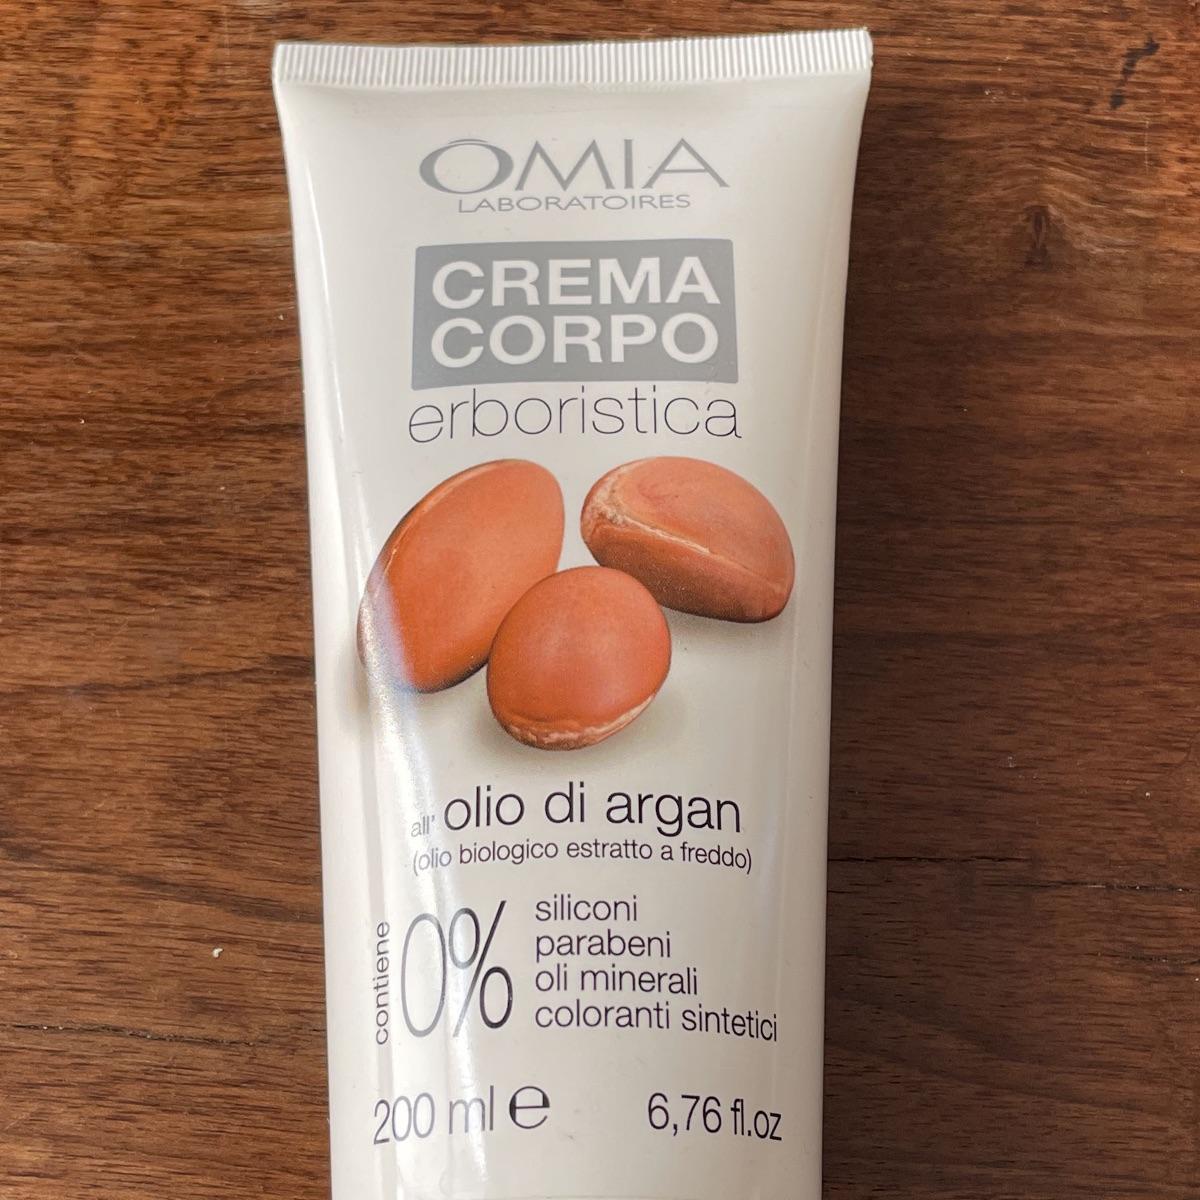 ŌMIA
LABORATOIRES
CREMA
CORPO
erboristica
all' olio di argan
(olio biologico estratto a freddo)
contiene 0%
siliconi
parabeni
oli minerali
coloranti sintetici
200 ml e 6,76 fl.oz